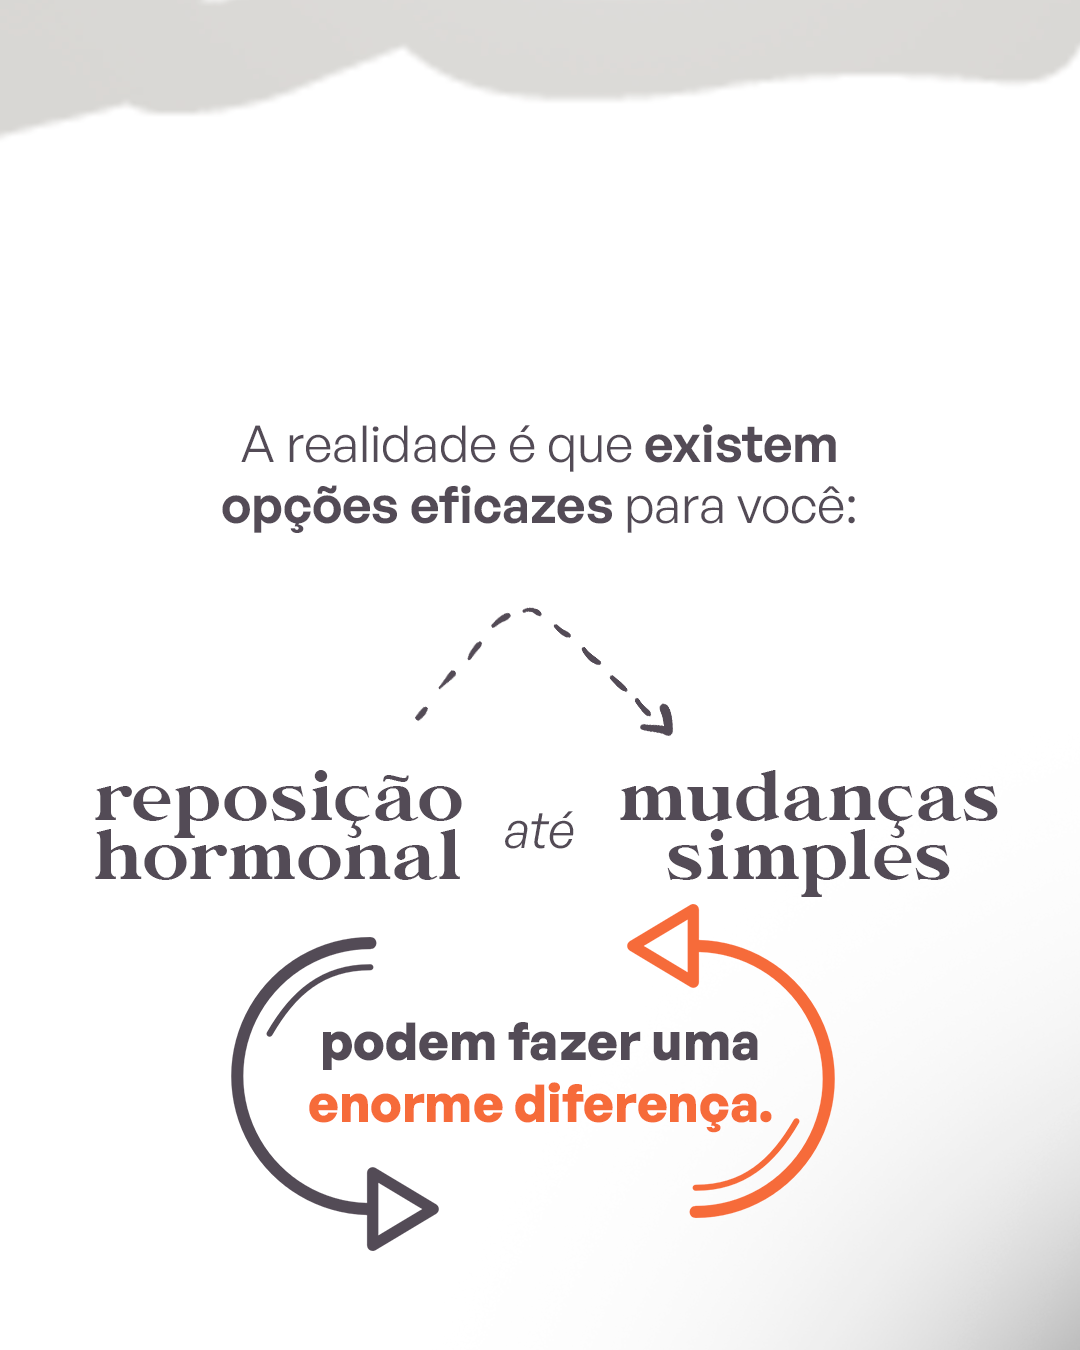 A realidade é que existem
opções eficazes para você:
reposição
hormonal
até
mudanças
simples
podem fazer uma
enorme diferença.